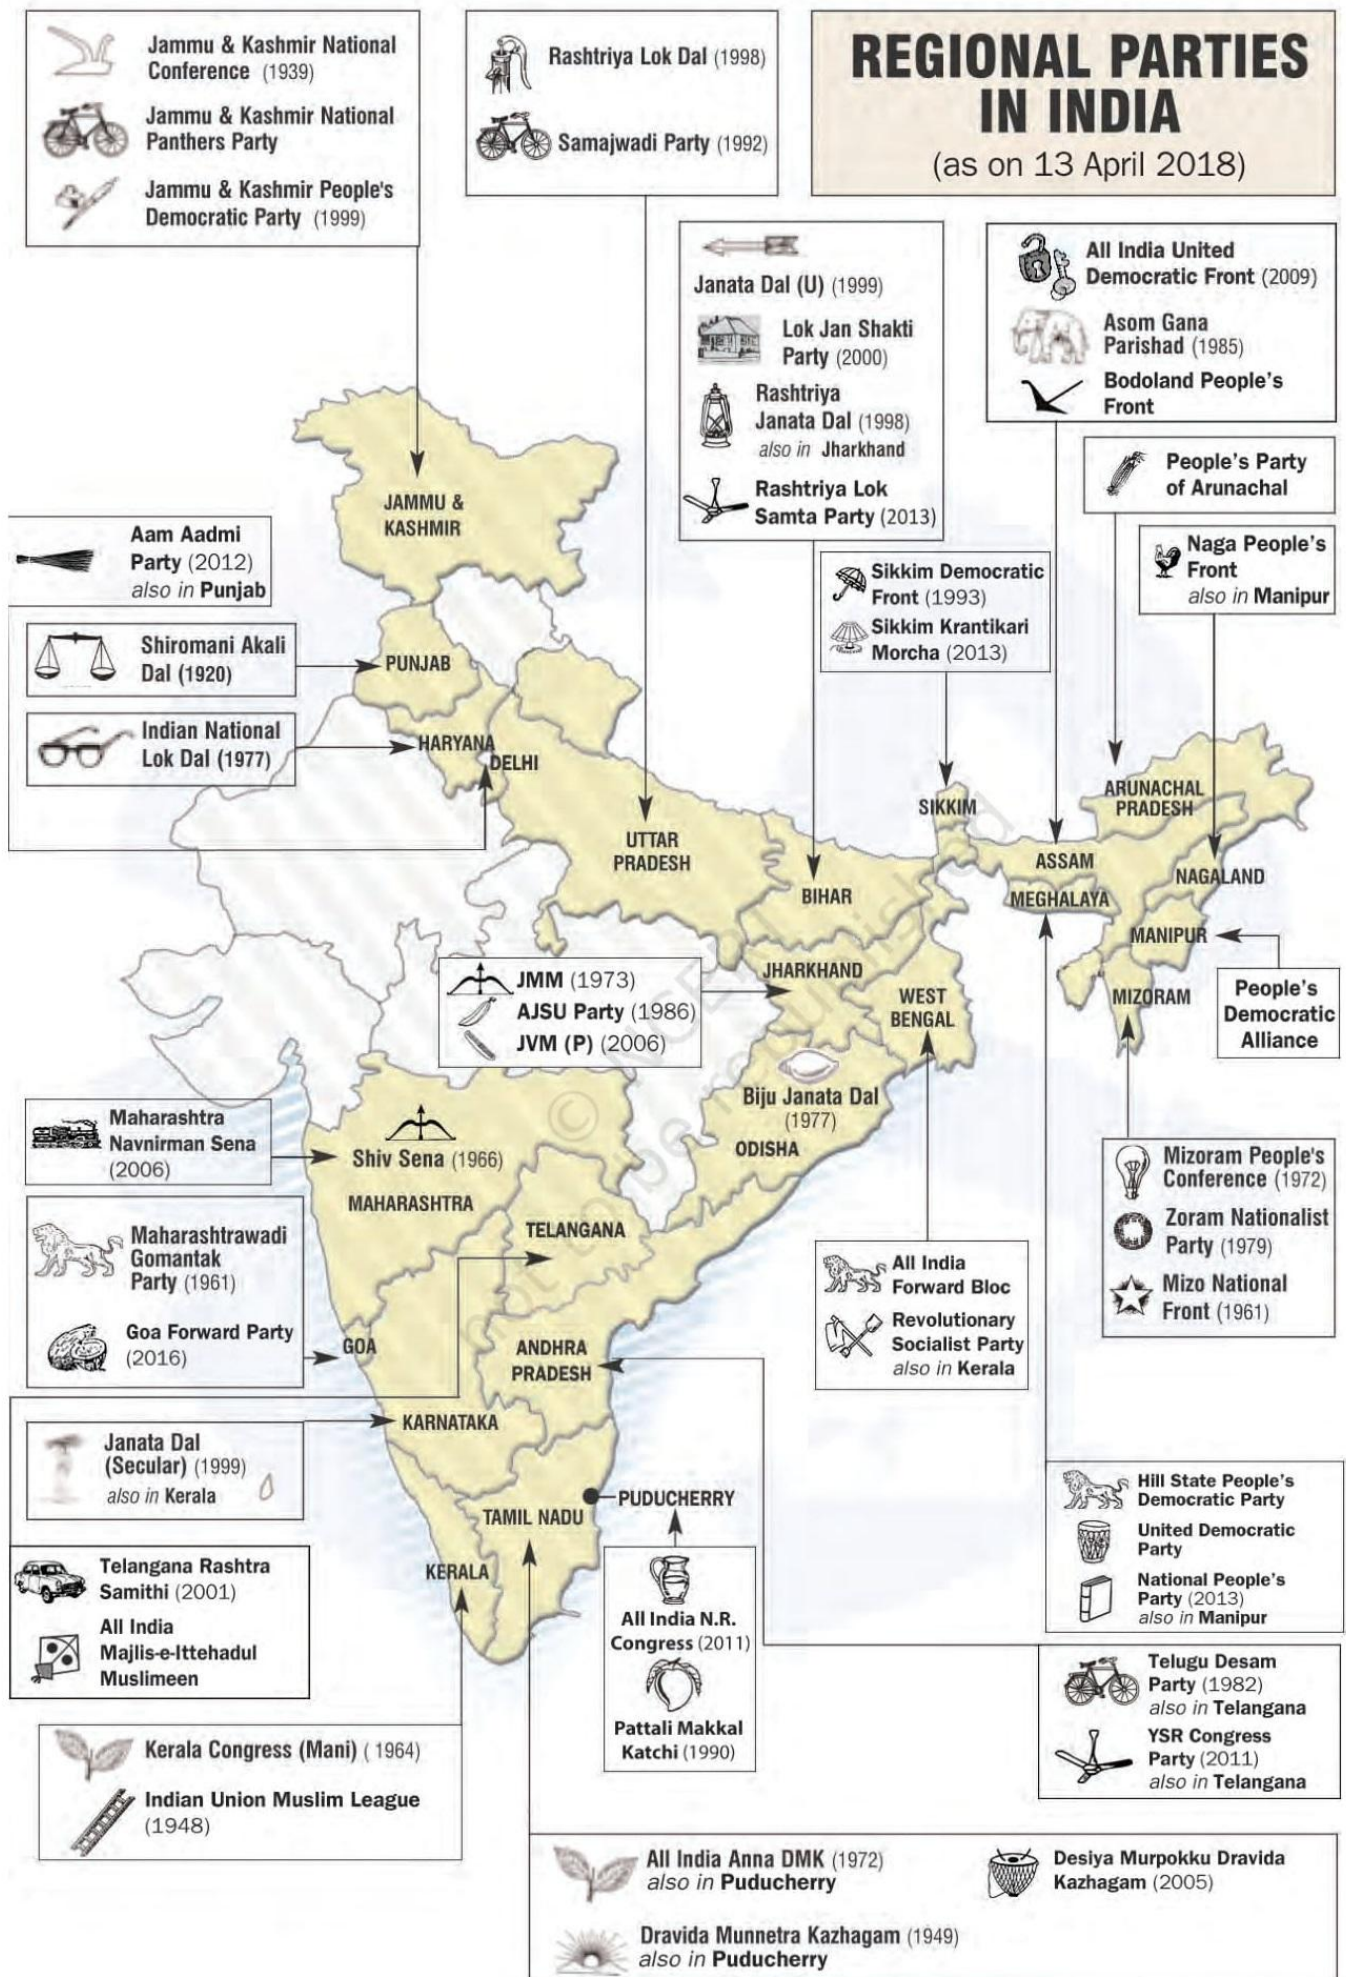 REGIONAL PARTIES
IN INDIA
(as on 13 April 2018)
Jammu & Kashmir National
Conference (1939)
Jammu & Kashmir National
Panthers Party
Jammu & Kashmir People's
Democratic Party (1999)
Rashtriya Lok Dal (1998)
Samajwadi Party (1992)
Janata Dal (U) (1999)
Lok Jan Shakti
Party (2000)
Rashtriya
Janata Dal (1998)
also in Jharkhand
Rashtriya Lok
Samta Party (2013)
All India United
Democratic Front (2009)
Asom Gana
Parishad (1985)
Bodoland People's
Front
People's Party
of Arunachal
Naga People's
Front
also in Manipur
Sikkim Democratic
Front (1993)
Sikkim Krantikari
Morcha (2013)
Aam Aadmi
Party (2012)
also in Punjab
Shiromani Akali
Dal (1920)
Indian National
Lok Dal (1977)
JAMMU &
KASHMIR
PUNJAB
HARYANA
DELHI
UTTAR
PRADESH
BIHAR
SIKKIM
ARUNACHAL
PRADESH
ASSAM
NAGALAND
MEGHALAYA
MANIPUR
MIZORAM
JHARKHAND
WEST
BENGAL
JMM (1973)
AJSU Party (1986)
JVM (P) (2006)
People's
Democratic
Alliance
Biju Janata Dal
(1977)
ODISHA
Maharashtra
Navnirman Sena
(2006)
Shiv Sena (1966)
MAHARASHTRA
TELANGANA
Maharashtrawadi
Gomantak
Party (1961)
Goa Forward Party
(2016)
GOA
ANDHRA
PRADESH
KARNATAKA
Mizoram People's
Conference (1972)
Zoram Nationalist
Party (1979)
Mizo National
Front (1961)
All India
Forward Bloc
Revolutionary
Socialist Party
also in Kerala
Janata Dal
(Secular) (1999)
also in Kerala
PUDUCHERRY
TAMIL NADU
KERALA
Hill State People's
Democratic Party
United Democratic
Party
National People's
Party (2013)
also in Manipur
Telangana Rashtra
Samithi (2001)
All India
Majlis-e-Ittehadul
Muslimeen
All India N.R.
Congress (2011)
Pattali Makkal
Katchi (1990)
Telugu Desam
Party (1982)
also in Telangana
YSR Congress
Party (2011)
also in Telangana
Kerala Congress (Mani) ( 1964)
Indian Union Muslim League
(1948)
All India Anna DMK (1972)
also in Puducherry
Desiya Murpokku Dravida
Kazhagam (2005)
Dravida Munnetra Kazhagam (1949)
also in Puducherry
© NCERT
not to be republished